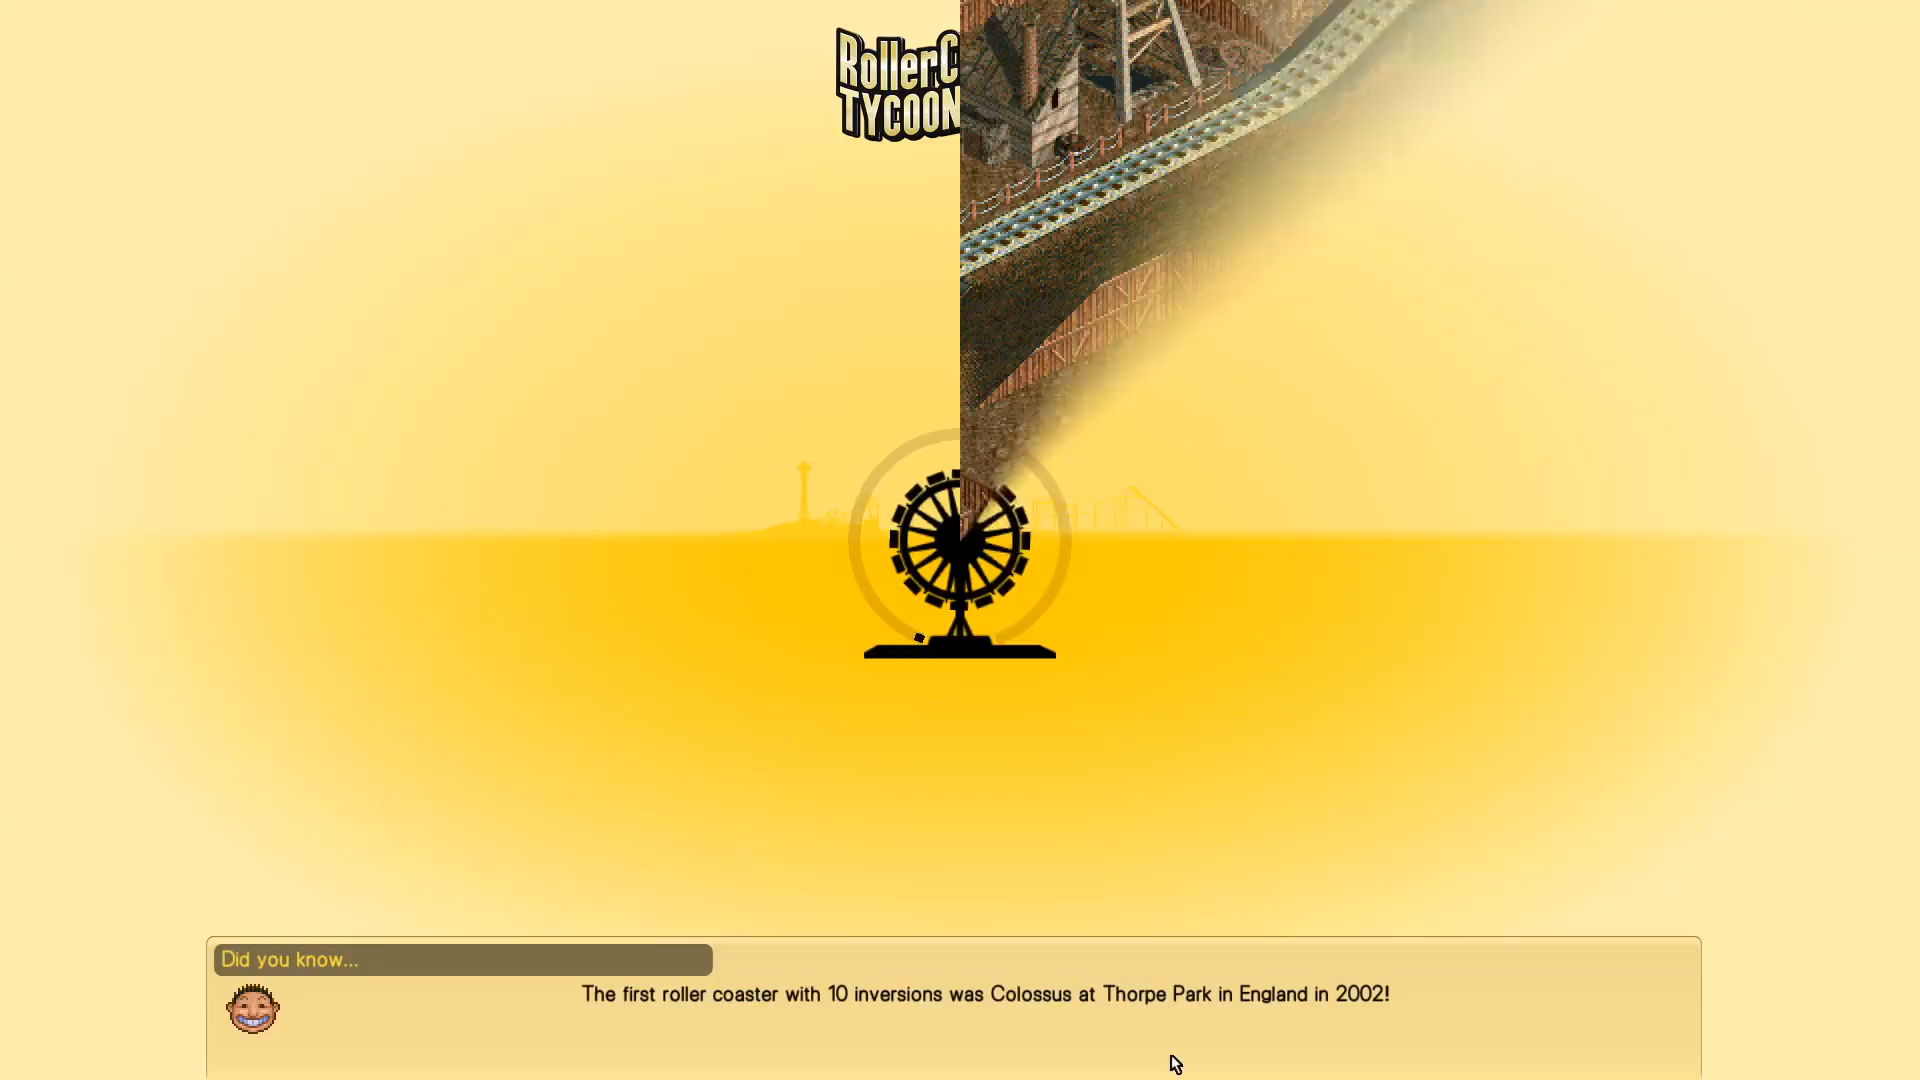 RollerC
TYCOON
Did you know...
The first roller coaster with 10 inversions was Colossus at Thorpe Park in England in 2002!